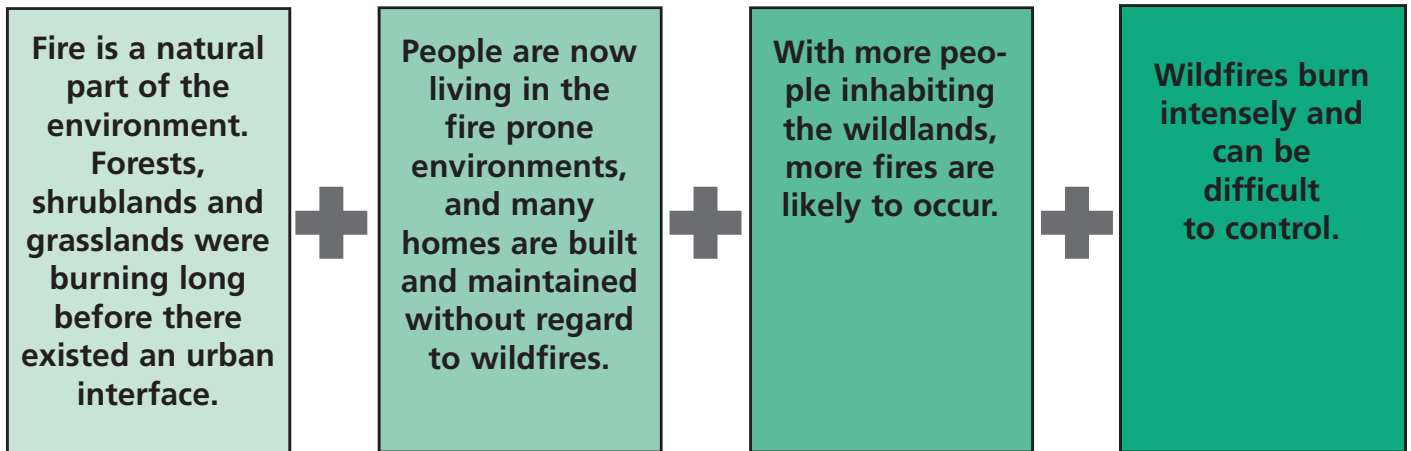 Fire is a natural
part of the
environment.
Forests,
shrublands and
grasslands were
burning long
before there
existed an urban
interface.
People are now
living in the
fire prone
environments,
and many
homes are built
and maintained
without regard
to wildfires.
With more peo-
ple inhabiting
the wildlands,
more fires are
likely to occur.
Wildfires burn
intensely and
can be
difficult
to control.